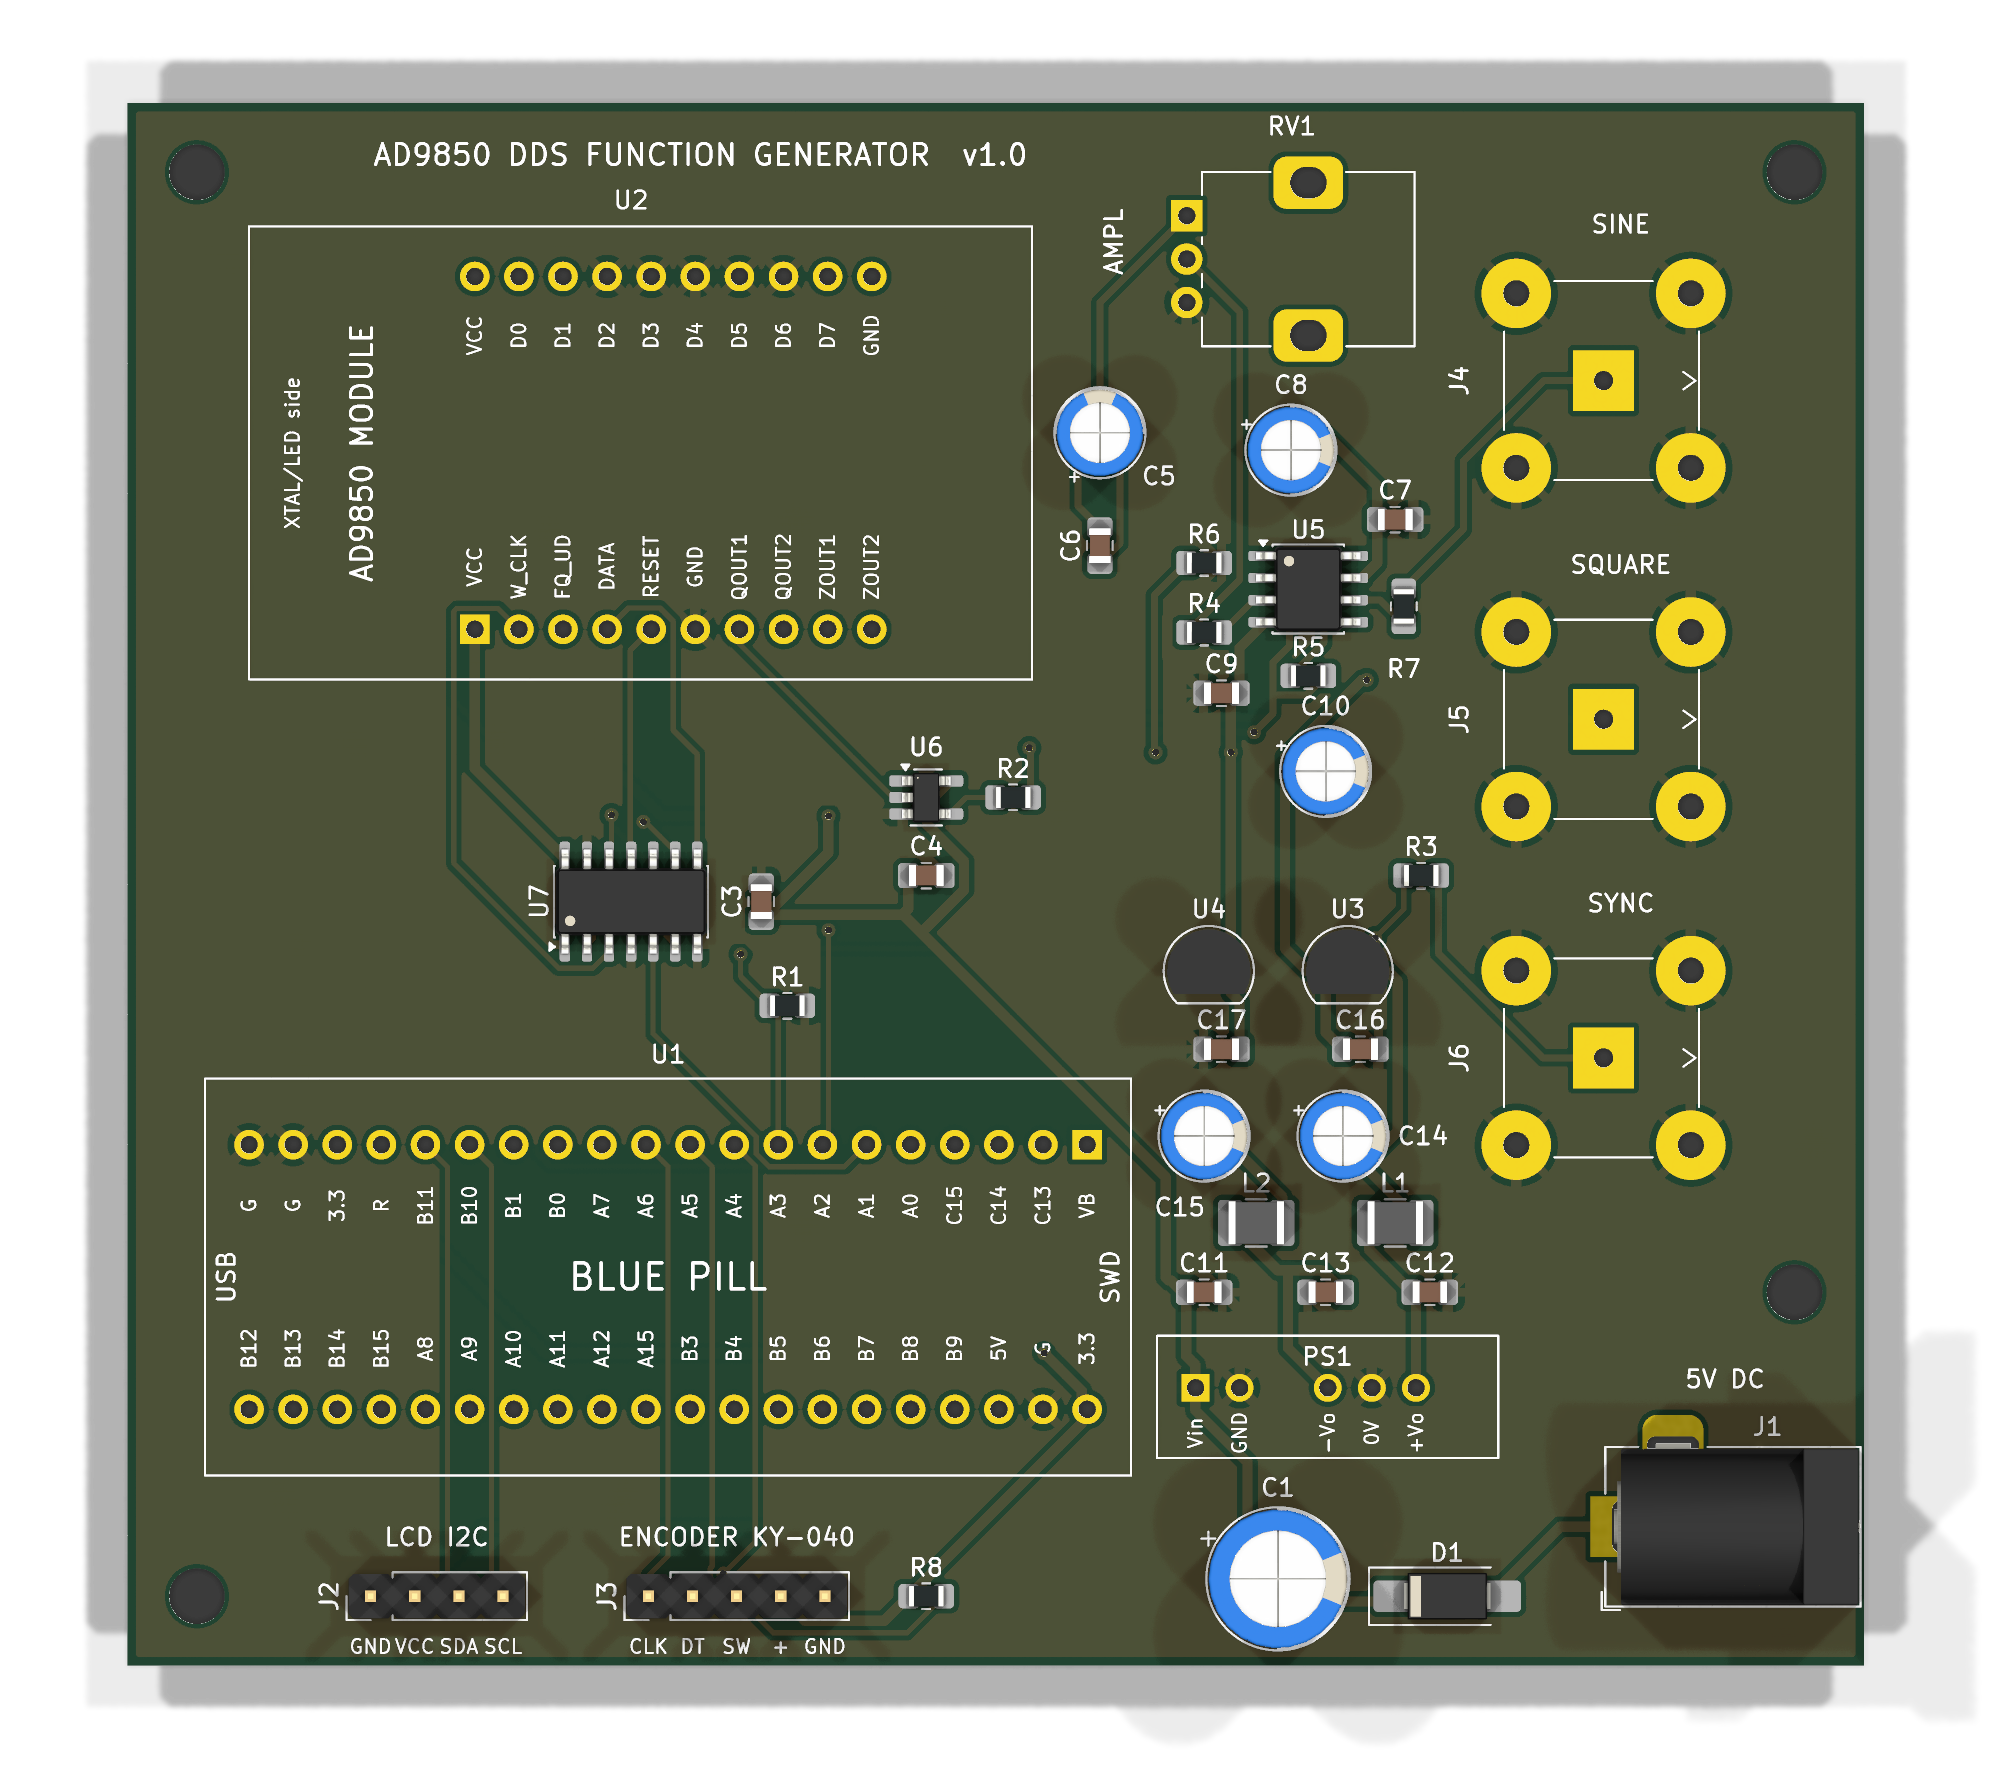 RV1
AD9850 DDS FUNCTION GENERATOR v1.0
U2
AMPL
SINE
VCC D0 D1 D2 D3 D4 D5 D6 D7 GND
XTAL/LED side
AD9850 MODULE
J4
C8
+
C5
+
C7
VCC W_CLK FQ_UD DATA RESET GND QOUT1 QOUT2 ZOUT1 ZOUT2
C6
R6
U5
SQUARE
R4
R5
C9
R7
C10
+
J5
U6
R2
C4
R3
U7
C3
U4
U3
SYNC
R1
C17
C16
U1
J6
+
+
C14
C15
L2
L1
G G 3.3 R B11 B10 B1 B0 A7 A6 A5 A4 A3 A2 A1 A0 C15 C14 C13 VB
USB
BLUE PILL
SWD
C11
C13
C12
B12 B13 B14 B15 A8 A9 A10 A11 A12 A15 B3 B4 B5 B6 B7 B8 B9 5V G 3.3
PS1
5V DC
Vin GND -Vo 0V +Vo
J1
C1
+
LCD I2C
ENCODER KY-040
D1
R8
J2
J3
GND VCC SDA SCL
CLK DT SW + GND